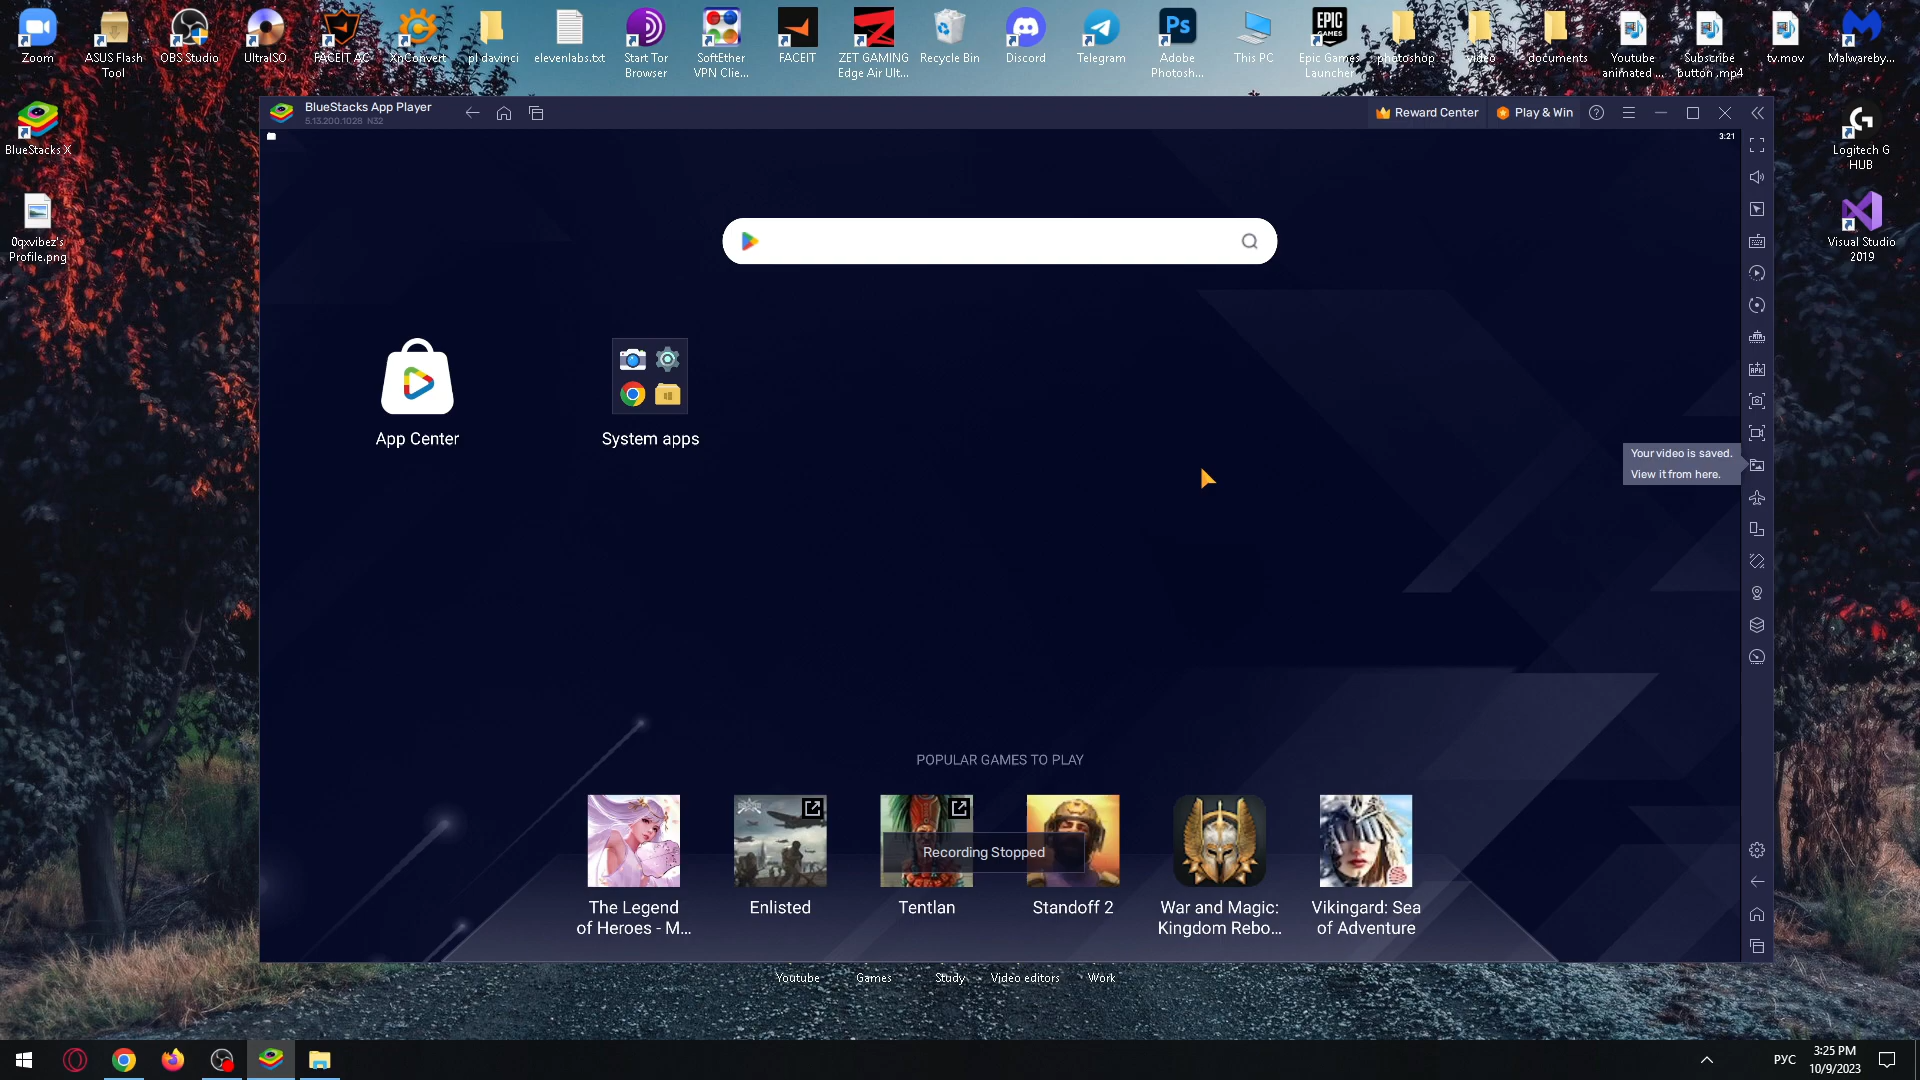 Zoom
ASUS Flash
Tool
OBS Studio
UltraISO
FACEIT AC
XnConvert
pl davinci
elevenlabs.txt
Start Tor
Browser
SoftEther
VPN Clie...
FACEIT
ZET GAMING
Edge Air Ult...
Recycle Bin
Discord
Telegram
Adobe
Photosh...
This PC
Epic Games
Launcher
photoshop
video
documents
Youtube
animated ...
Subscribe
button .mp4
tv.mov
Malwareby...
BlueStacks X
0qxvibez's
Profile.png
Logitech G
HUB
Visual Studio
2019
BlueStacks App Player
5.13.200.1028 N32
Reward Center
Play & Win
3:21
App Center
System apps
Your video is saved.
View it from here.
POPULAR GAMES TO PLAY
Recording Stopped
The Legend
of Heroes - M...
Enlisted
Tentlan
Standoff 2
War and Magic:
Kingdom Rebo...
Vikingard: Sea
of Adventure
Youtube
Games
Study
Video editors
Work
РУС
3:25 PM
10/9/2023